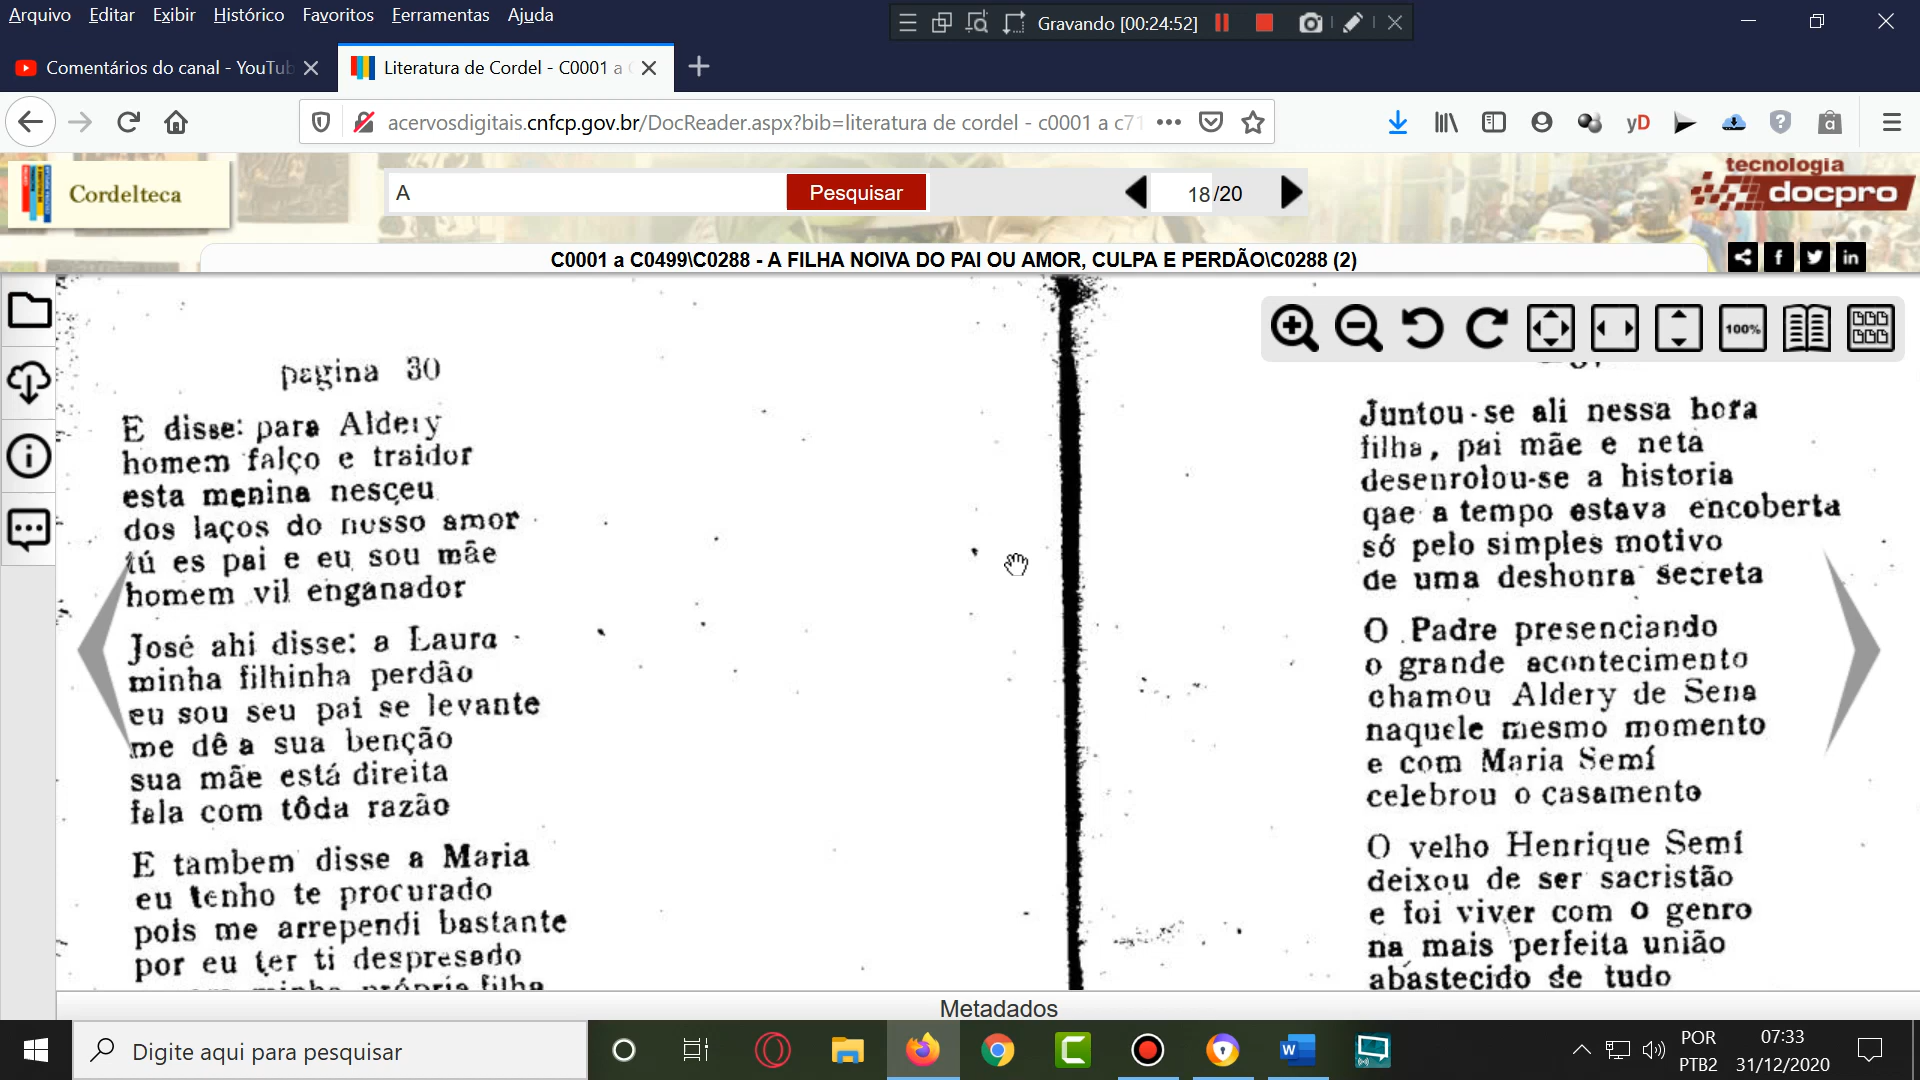 Arquivo Editar Exibir Histórico Favoritos Ferramentas Ajuda
Gravando [00:24:52]
Comentários do canal - YouTub
Literatura de Cordel - C0001 a
acervosdigitais.cnfcp.gov.br/DocReader.aspx?bib=literatura de cordel - c0001 a c71
yD
Cordelteca
A
Pesquisar
18/20
tecnologia
docpro
C0001 a C0499\C0288 - A FILHA NOIVA DO PAI OU AMOR, CULPA E PERDÃO\C0288 (2)
100%
pagina 30
E disse: para Aldery
homem falço e traidor
esta menina nesçeu
dos laços do nosso amor
tú es pai e eu sou mãe
homem vil enganador
José ahi disse: a Laura
minha filhinha perdão
eu sou seu pai se levante
me dê a sua benção
sua mãe está direita
fala com tôda razão
E tambem disse a Maria
eu tenho te procurado
pois me arrependi bastante
por eu ter ti despresado
minha própria filha
Juntou-se ali nessa hora
filha, pai mãe e neta
desenrolou-se a historia
qae a tempo estava encoberta
só pelo simples motivo
de uma deshonra secreta
O Padre presenciando
o grande acontecimento
chamou Aldery de Sena
naquele mesmo momento
e com Maria Semí
celebrou o casamento
O velho Henrique Semí
deixou de ser sacristão
e foi viver com o genro
na mais perfeita união
abastecido de tudo
Metadados
Digite aqui para pesquisar
POR
PTB2
07:33
31/12/2020